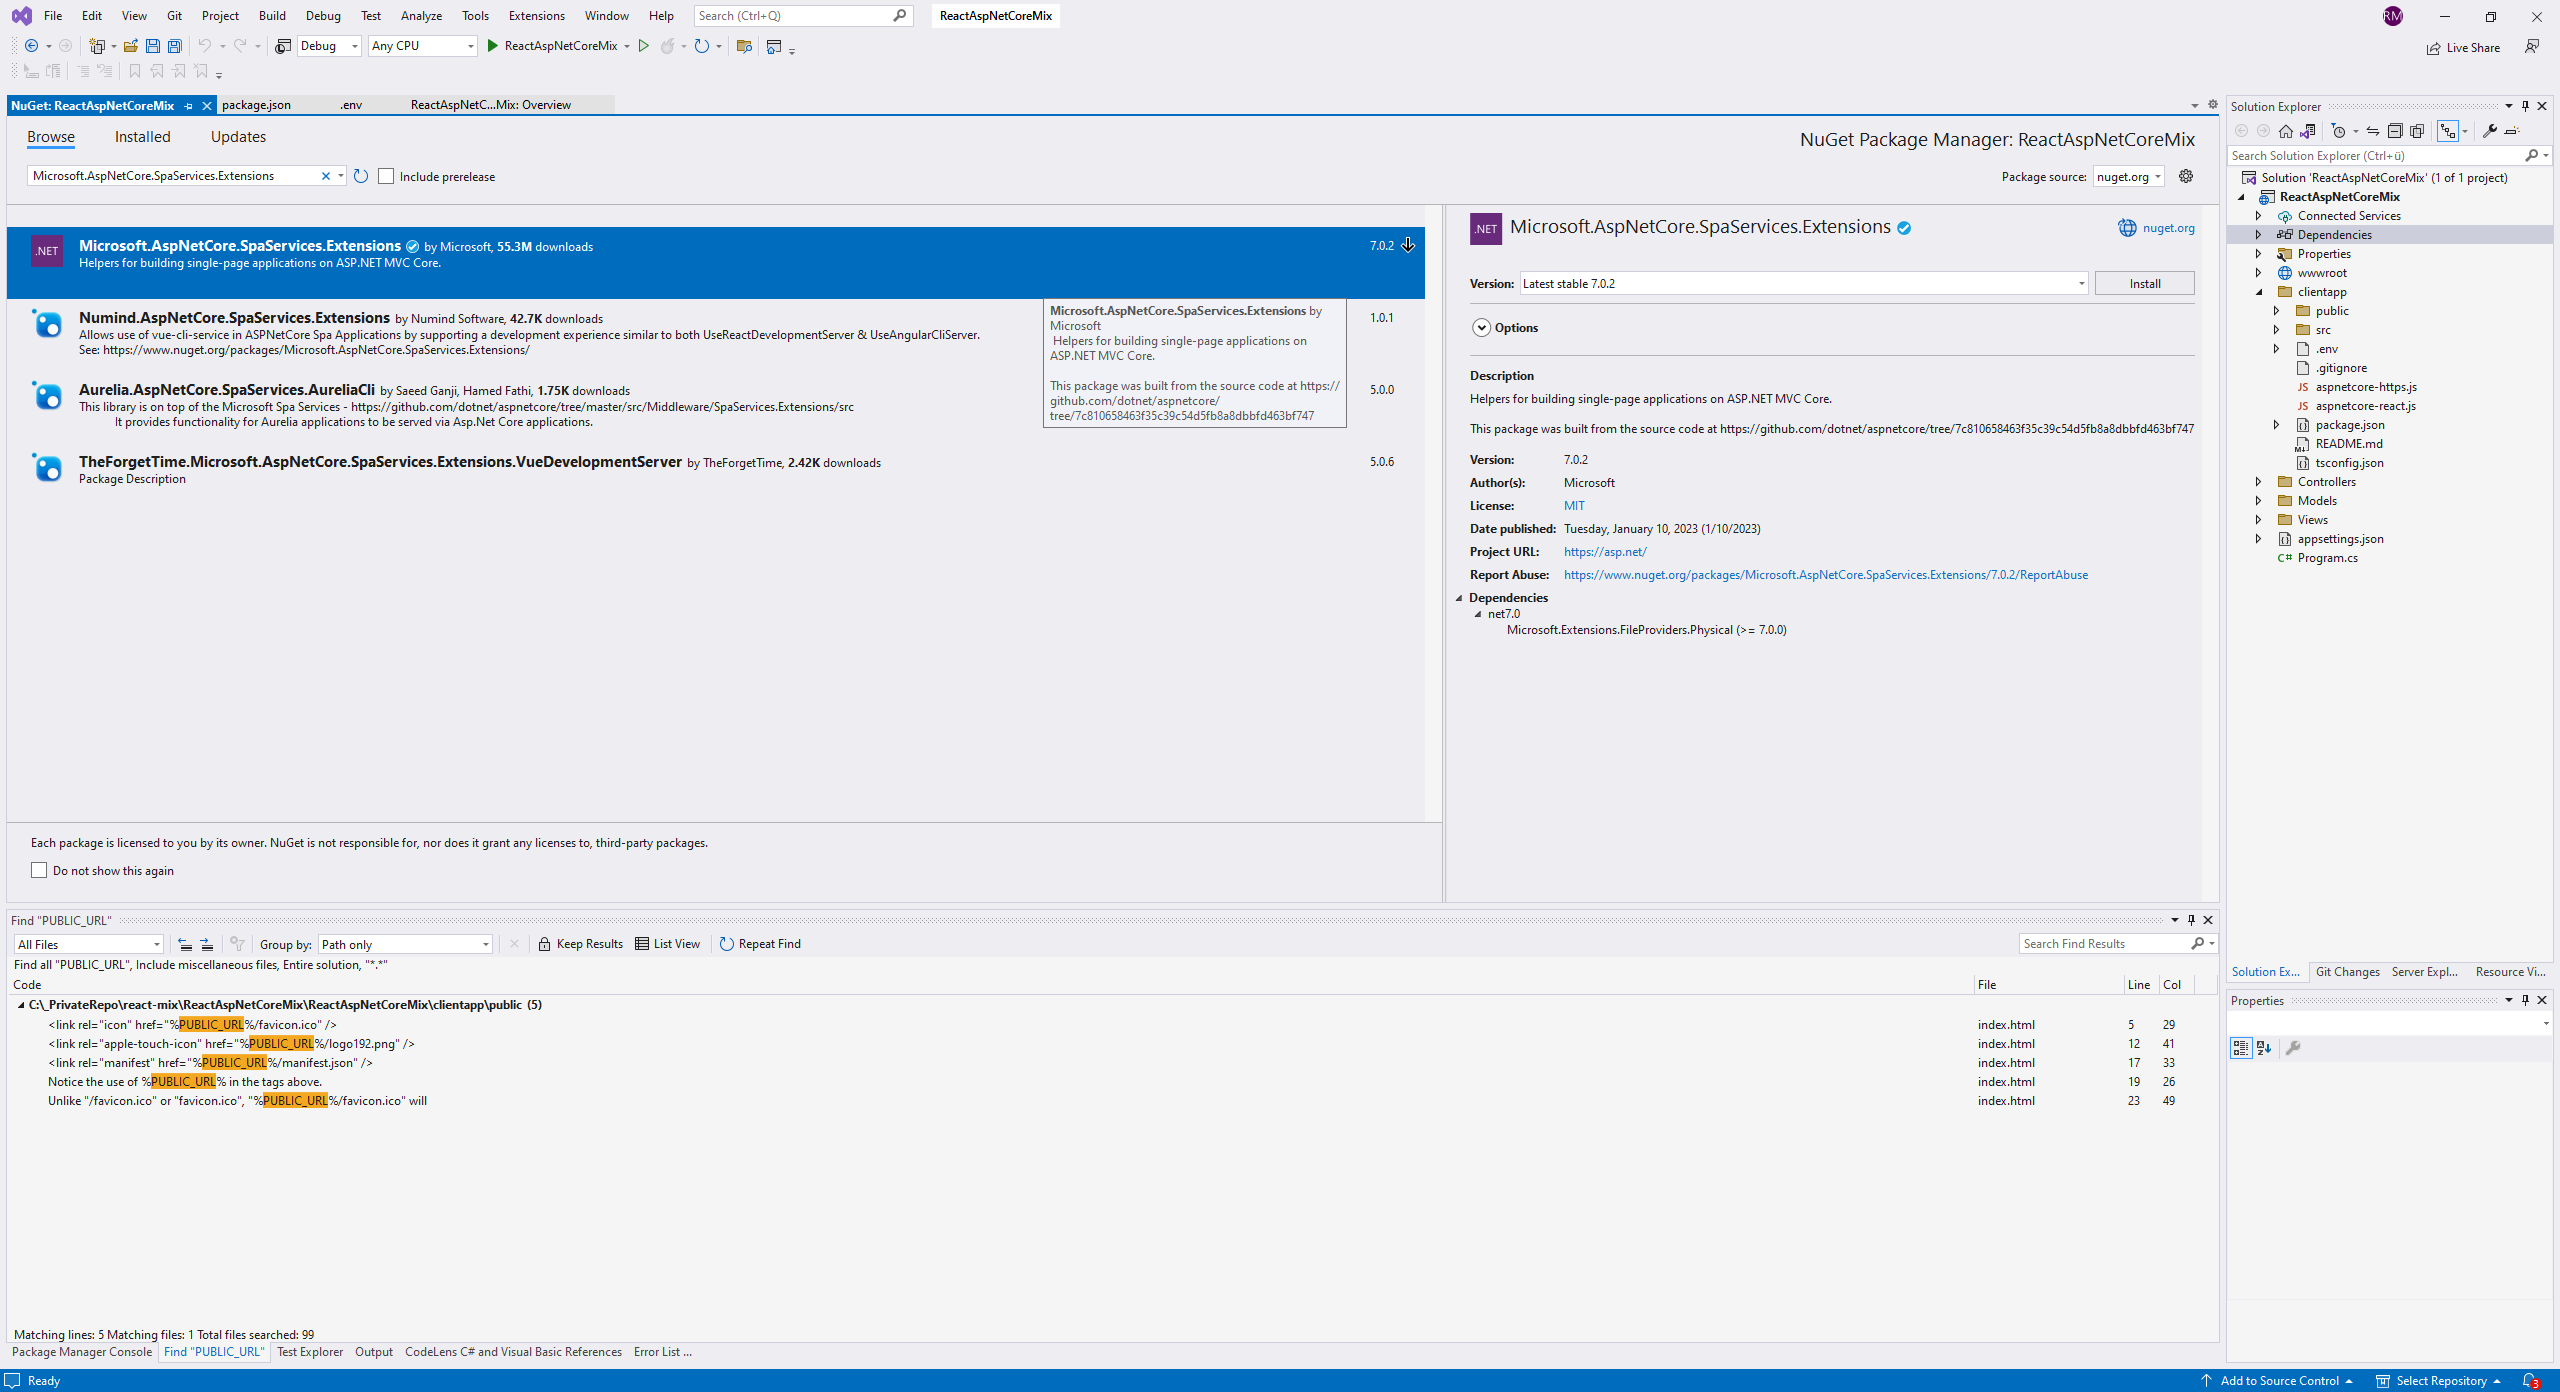 File Edit View Git Project Build Debug Test Analyze Tools Extensions Window Help Search (Ctrl+Q) ReactAspNetCoreMix RM
Debug Any CPU ReactAspNetCoreMix Live Share
NuGet: ReactAspNetCoreMix package.json .env ReactAspNetC...Mix: Overview
Browse Installed Updates
NuGet Package Manager: ReactAspNetCoreMix
Microsoft.AspNetCore.SpaServices.Extensions Include prerelease
Package source: nuget.org
.NET Microsoft.AspNetCore.SpaServices.Extensions by Microsoft, 55.3M downloads 7.0.2
Helpers for building single-page applications on ASP.NET MVC Core.
Numind.AspNetCore.SpaServices.Extensions by Numind Software, 42.7K downloads 1.0.1
Allows use of vue-cli-service in ASPNetCore Spa Applications by supporting a development experience similar to both UseReactDevelopmentServer & UseAngularCliServer.
See: https://www.nuget.org/packages/Microsoft.AspNetCore.SpaServices.Extensions/
Aurelia.AspNetCore.SpaServices.AureliaCli by Saeed Ganji, Hamed Fathi, 1.75K downloads 5.0.0
This library is on top of the Microsoft Spa Services - https://github.com/dotnet/aspnetcore/tree/master/src/Middleware/SpaServices.Extensions/src
It provides functionality for Aurelia applications to be served via Asp.Net Core applications.
TheForgetTime.Microsoft.AspNetCore.SpaServices.Extensions.VueDevelopmentServer by TheForgetTime, 2.42K downloads 5.0.6
Package Description
Microsoft.AspNetCore.SpaServices.Extensions by
Microsoft
Helpers for building single-page applications on
ASP.NET MVC Core.
This package was built from the source code at https://
github.com/dotnet/aspnetcore/
tree/7c810658463f35c39c54d5fb8a8dbbfd463bf747
Each package is licensed to you by its owner. NuGet is not responsible for, nor does it grant any licenses to, third-party packages.
Do not show this again
.NET Microsoft.AspNetCore.SpaServices.Extensions nuget.org
Version: Latest stable 7.0.2 Install
Options
Description
Helpers for building single-page applications on ASP.NET MVC Core.
This package was built from the source code at https://github.com/dotnet/aspnetcore/tree/7c810658463f35c39c54d5fb8a8dbbfd463bf747
Version: 7.0.2
Author(s): Microsoft
License: MIT
Date published: Tuesday, January 10, 2023 (1/10/2023)
Project URL: https://asp.net/
Report Abuse: https://www.nuget.org/packages/Microsoft.AspNetCore.SpaServices.Extensions/7.0.2/ReportAbuse
Dependencies
net7.0
Microsoft.Extensions.FileProviders.Physical (>= 7.0.0)
Find "PUBLIC_URL"
All Files Group by: Path only Keep Results List View Repeat Find Search Find Results
Find all "PUBLIC_URL", Include miscellaneous files, Entire solution, "*.*"
Code File Line Col
C:\_PrivateRepo\react-mix\ReactAspNetCoreMix\ReactAspNetCoreMix\clientapp\public (5)
<link rel="icon" href="%PUBLIC_URL%/favicon.ico" /> index.html 5 29
<link rel="apple-touch-icon" href="%PUBLIC_URL%/logo192.png" /> index.html 12 41
<link rel="manifest" href="%PUBLIC_URL%/manifest.json" /> index.html 17 33
Notice the use of %PUBLIC_URL% in the tags above. index.html 19 26
Unlike "/favicon.ico" or "favicon.ico", "%PUBLIC_URL%/favicon.ico" will index.html 23 49
Matching lines: 5 Matching files: 1 Total files searched: 99
Package Manager Console Find "PUBLIC_URL" Test Explorer Output CodeLens C# and Visual Basic References Error List ...
Solution Explorer
Search Solution Explorer (Ctrl+ü)
Solution 'ReactAspNetCoreMix' (1 of 1 project)
ReactAspNetCoreMix
Connected Services
Dependencies
Properties
wwwroot
clientapp
public
src
.env
.gitignore
JS aspnetcore-https.js
JS aspnetcore-react.js
package.json
README.md
tsconfig.json
Controllers
Models
Views
appsettings.json
C# Program.cs
Solution Ex... Git Changes Server Expl... Resource Vi...
Properties
Ready Add to Source Control Select Repository 3